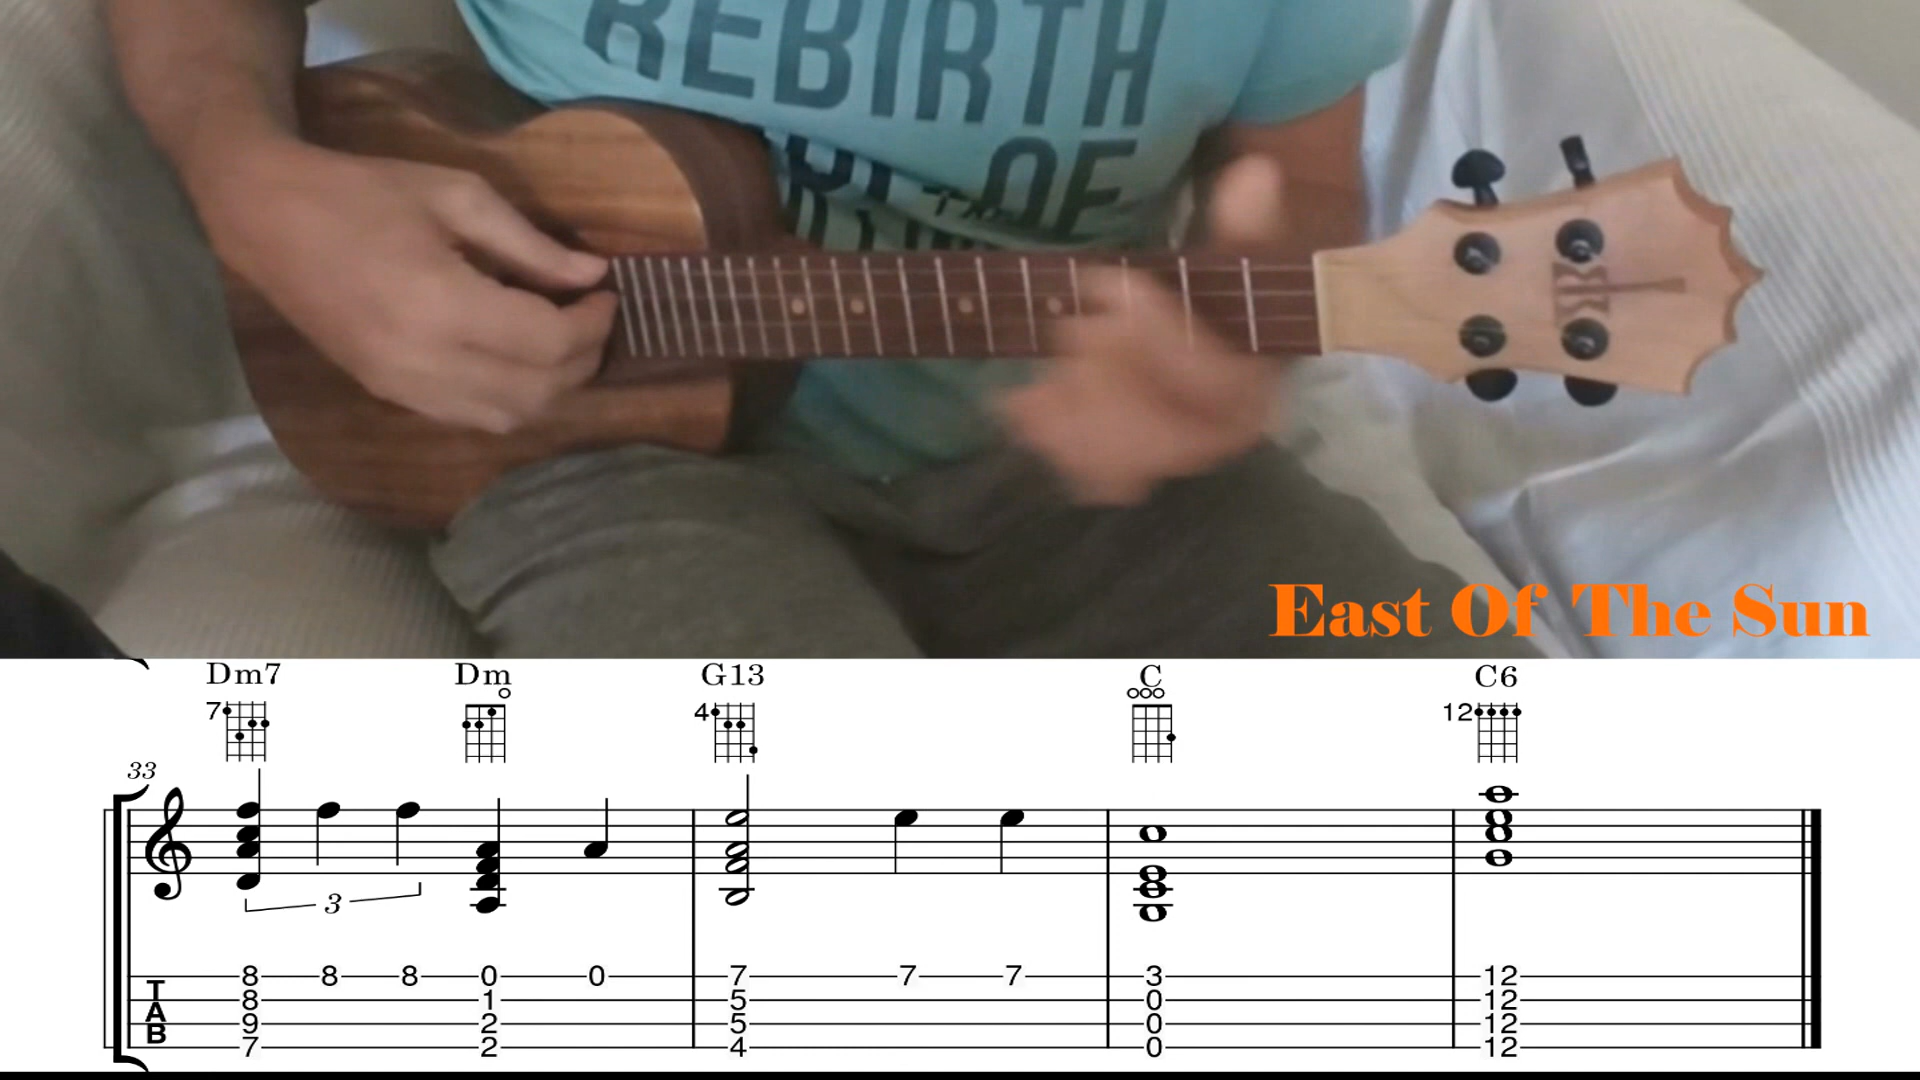 REBIRTH
OF
East Of The Sun
Dm7 Dm G13 C C6
7 4 12
33
3
8 8 8 0 0 7 7 7 3 12
8 1 5 0 12
9 2 5 0 12
7 2 4 0 12
T
A
B